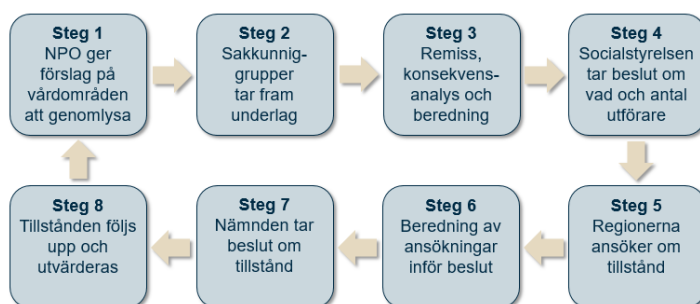 Steg 1
NPO ger
förslag på
vårdområden
att genomlysa
Steg 2
Sakkunnig-
grupper
tar fram
underlag
Steg 3
Remiss,
konsekvens-
analys och
beredning
Steg 4
Socialstyrelsen
tar beslut om
vad och antal
utförare
Steg 5
Regionerna
ansöker om
tillstånd
Steg 6
Beredning av
ansökningar
inför beslut
Steg 7
Nämnden tar
beslut om
tillstånd
Steg 8
Tillstånden följs
upp och
utvärderas